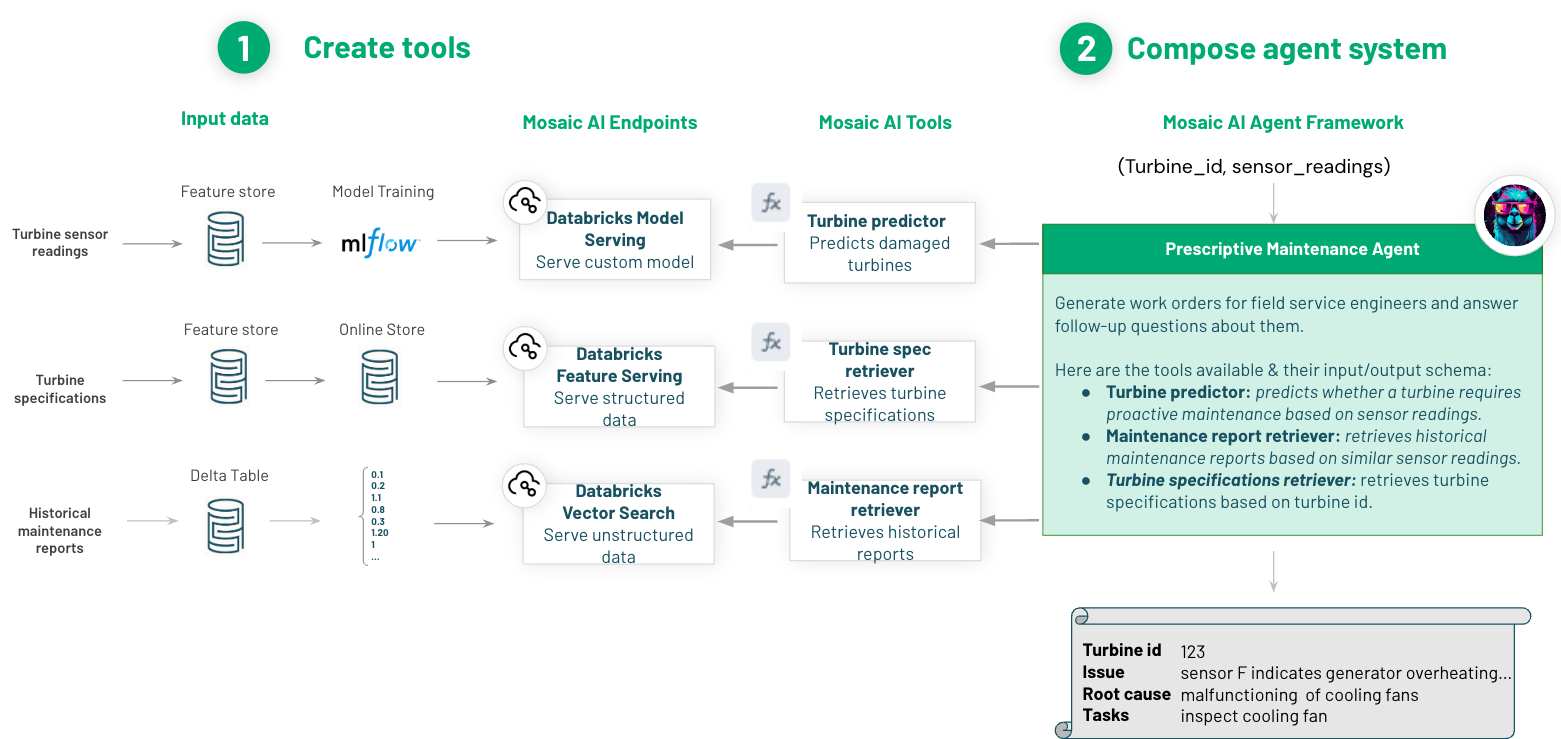 1 Create tools
2 Compose agent system
Input data
Mosaic AI Endpoints
Mosaic AI Tools
Mosaic AI Agent Framework
(Turbine_id, sensor_readings)
Turbine sensor
readings
Feature store
Model Training
mlflow
Databricks Model
Serving
Serve custom model
fx
Turbine predictor
Predicts damaged
turbines
Turbine
specifications
Feature store
Online Store
Databricks
Feature Serving
Serve structured
data
fx
Turbine spec
retriever
Retrieves turbine
specifications
Historical
maintenance
reports
Delta Table
0.1
0.2
1.1
0.8
0.3
1.20
1
...
Databricks
Vector Search
Serve unstructured
data
fx
Maintenance report
retriever
Retrieves historical
reports
Prescriptive Maintenance Agent
Generate work orders for field service engineers and answer
follow-up questions about them.
Here are the tools available & their input/output schema:
● Turbine predictor: predicts whether a turbine requires
proactive maintenance based on sensor readings.
● Maintenance report retriever: retrieves historical
maintenance reports based on similar sensor readings.
● Turbine specifications retriever: retrieves turbine
specifications based on turbine id.
Turbine id 123
Issue sensor F indicates generator overheating...
Root cause malfunctioning of cooling fans
Tasks inspect cooling fan